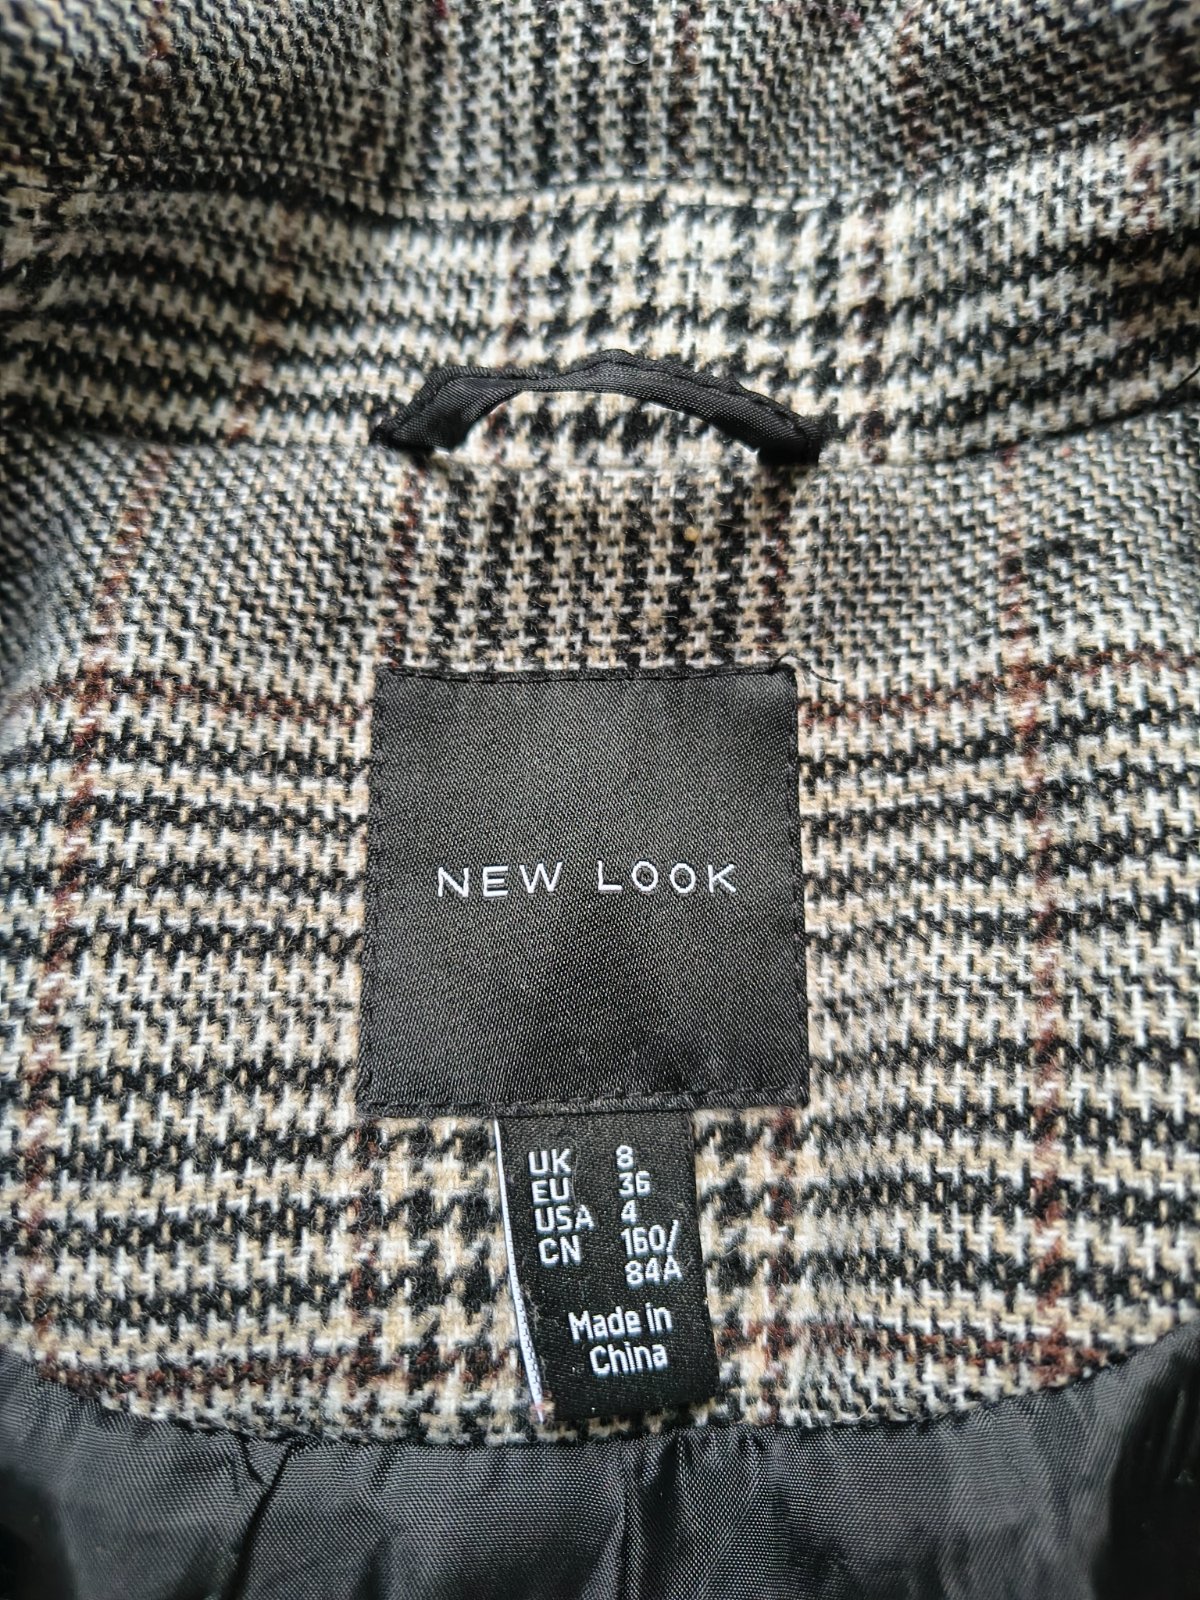 NEW LOOK
UK 8
EU 36
USA 4
CN 160/
84A
Made in
China